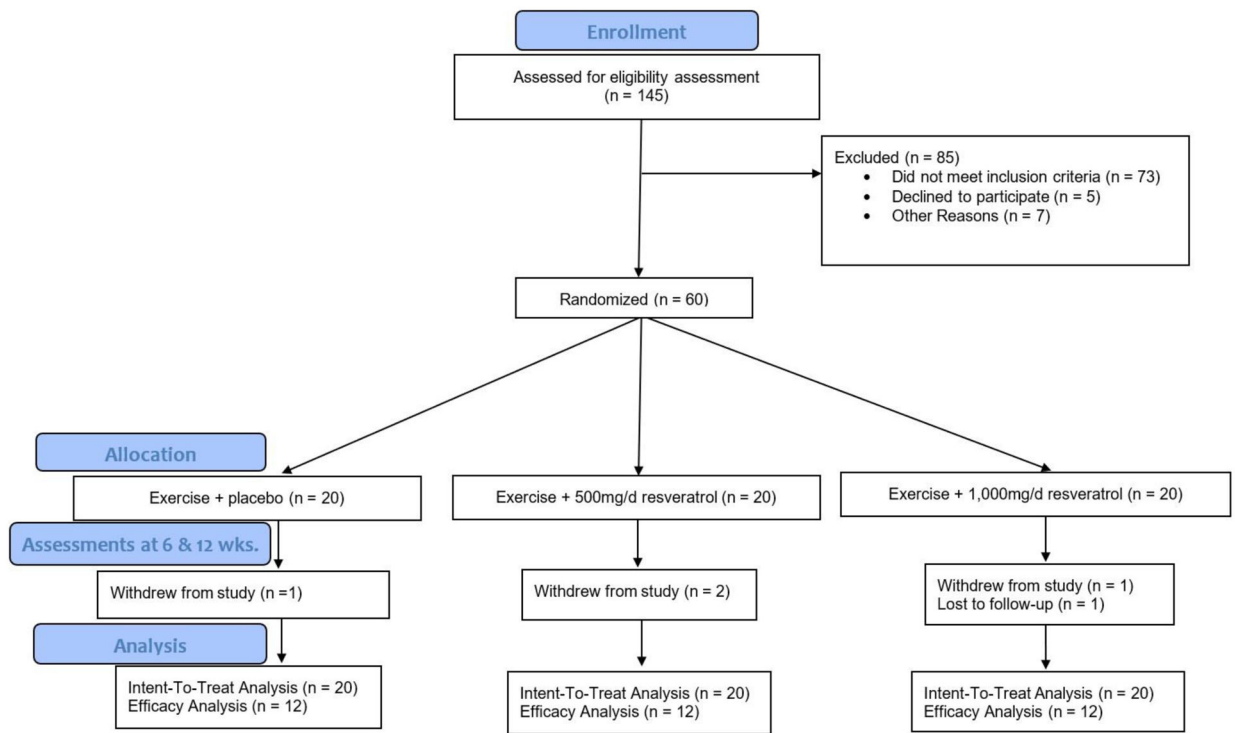 Enrollment
Assessed for eligibility assessment
(n = 145)
Excluded (n = 85)
• Did not meet inclusion criteria (n = 73)
• Declined to participate (n = 5)
• Other Reasons (n = 7)
Randomized (n = 60)
Allocation
Exercise + placebo (n = 20)
Exercise + 500mg/d resveratrol (n = 20)
Exercise + 1,000mg/d resveratrol (n = 20)
Assessments at 6 & 12 wks.
Withdrew from study (n =1)
Withdrew from study (n = 2)
Withdrew from study (n = 1)
Lost to follow-up (n = 1)
Analysis
Intent-To-Treat Analysis (n = 20)
Efficacy Analysis (n = 12)
Intent-To-Treat Analysis (n = 20)
Efficacy Analysis (n = 12)
Intent-To-Treat Analysis (n = 20)
Efficacy Analysis (n = 12)